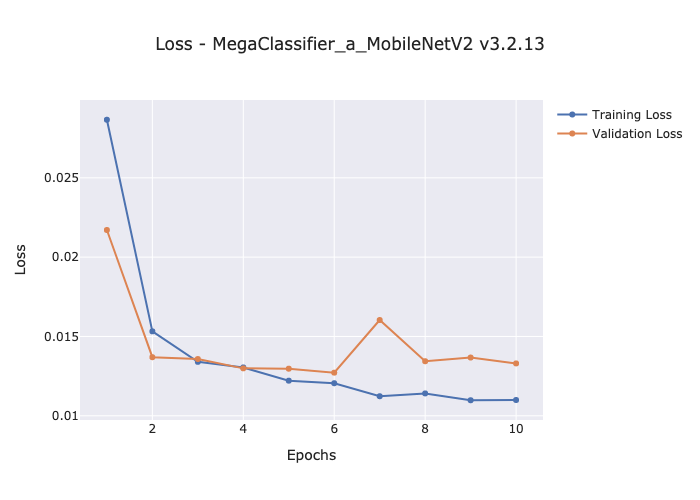 Loss - MegaClassifier_a_MobileNetV2 v3.2.13
Training Loss
Validation Loss
0.025
0.02
0.015
0.01
Loss
2
4
6
8
10
Epochs